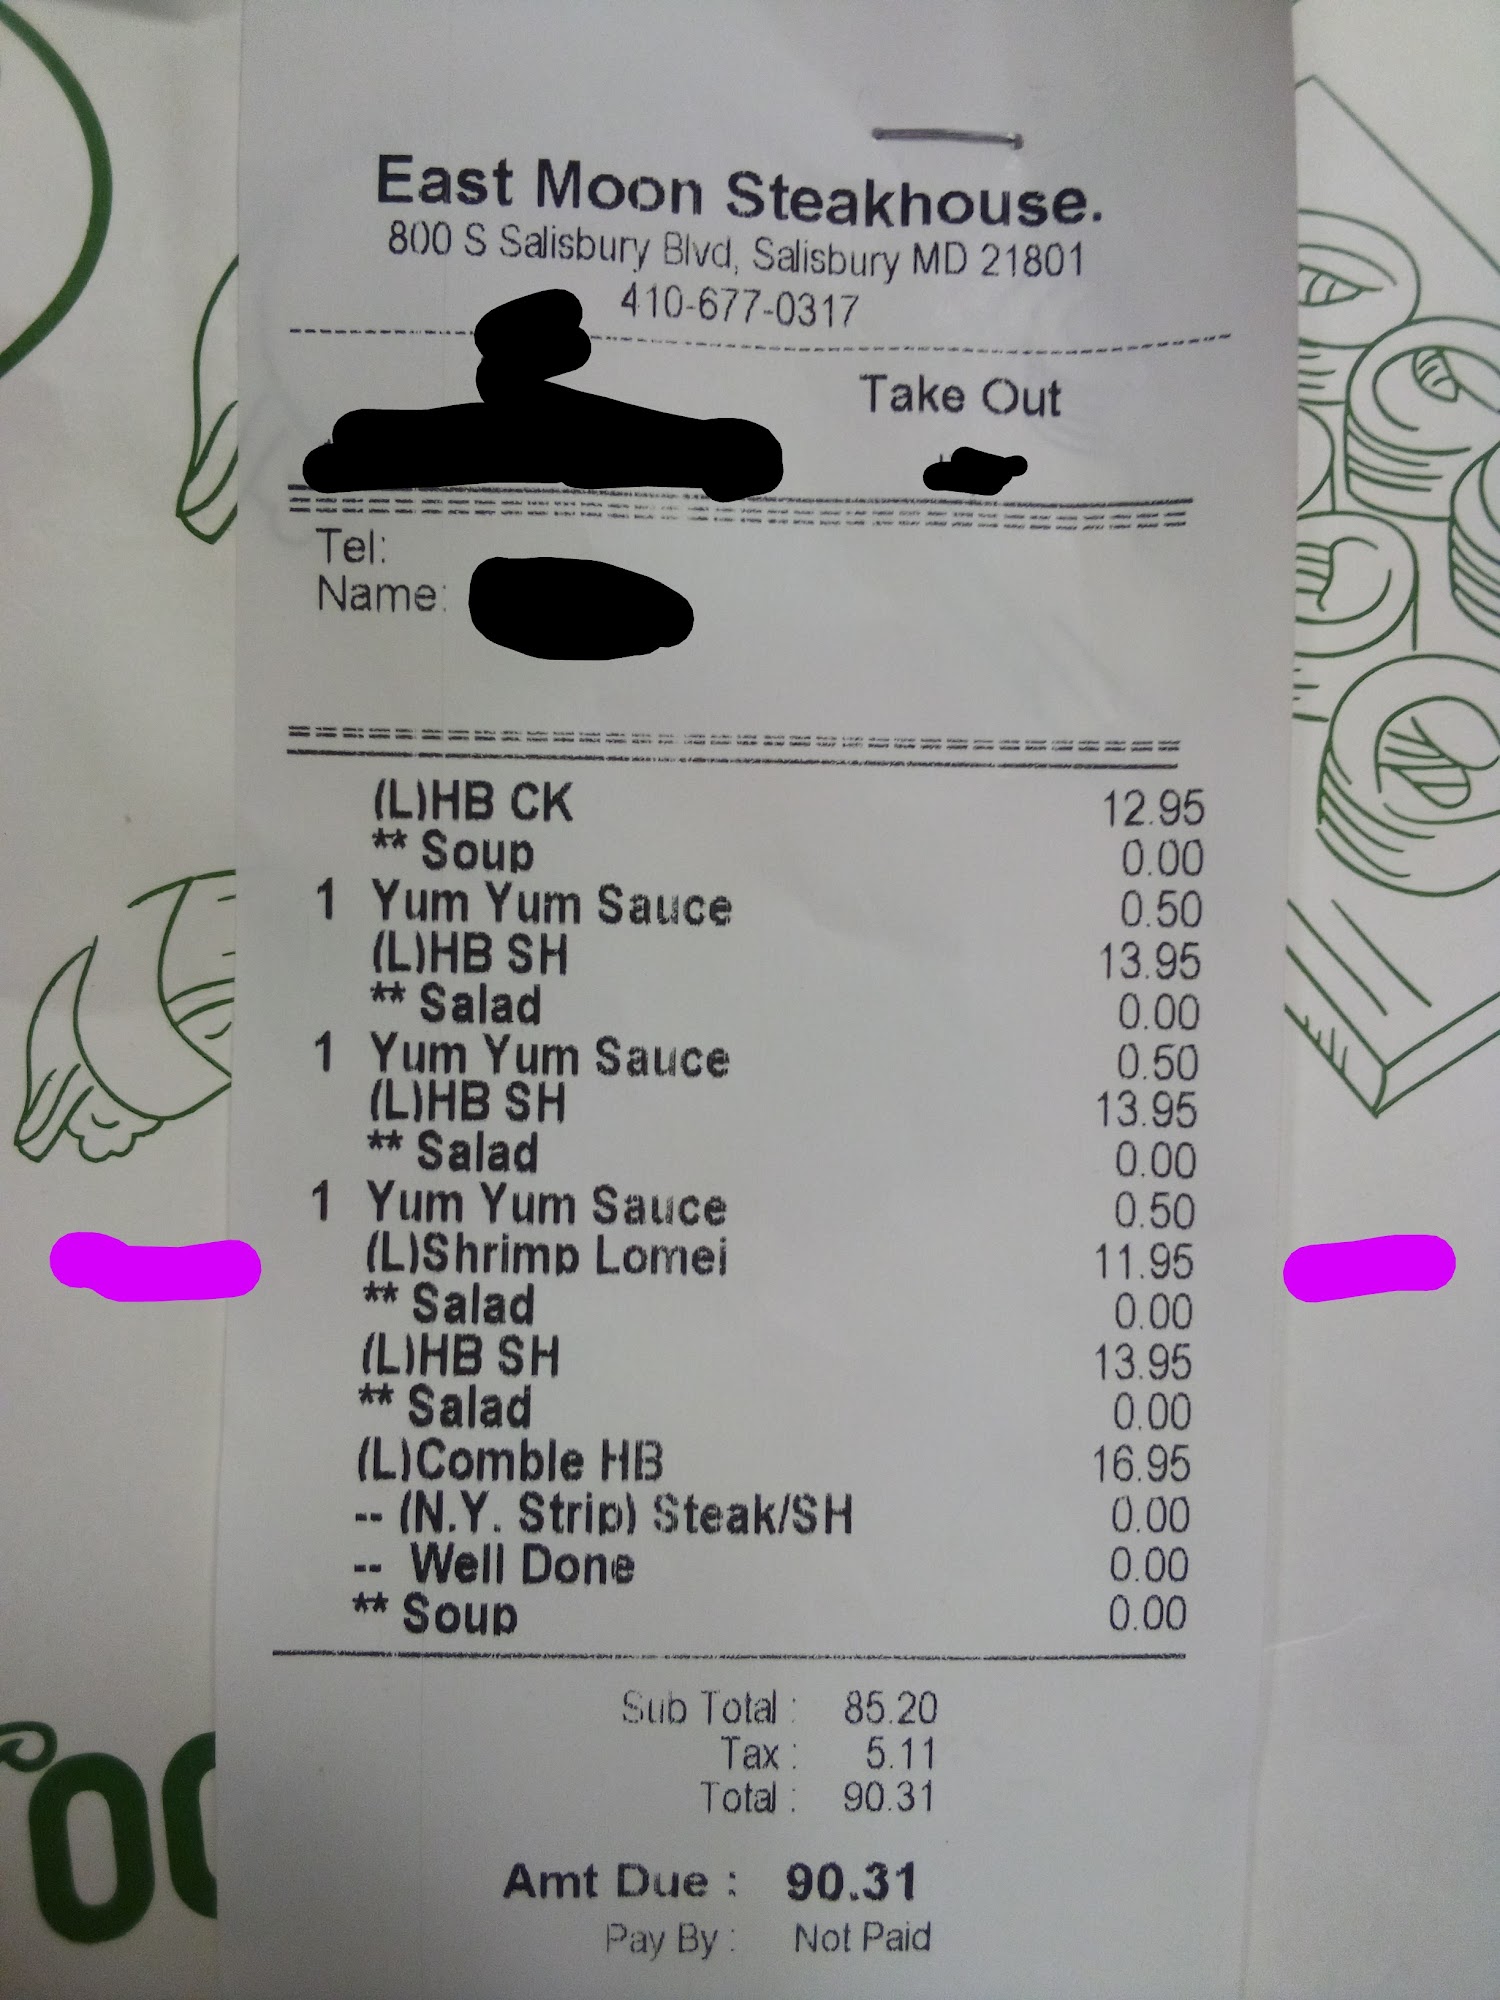 East Moon Steakhouse.
800 S Salisbury Blvd, Salisbury MD 21801
410-677-0317
Take Out
Tel:
Name:
(L)HB CK 12.95
** Soup 0.00
1 Yum Yum Sauce 0.50
(L)HB SH 13.95
** Salad 0.00
1 Yum Yum Sauce 0.50
(L)HB SH 13.95
** Salad 0.00
1 Yum Yum Sauce 0.50
(L)Shrimp Lomei 11.95
** Salad 0.00
(L)HB SH 13.95
** Salad 0.00
(L)Comble HB 16.95
-- (N.Y. Strip) Steak/SH 0.00
-- Well Done 0.00
** Soup 0.00
Sub Total : 85.20
Tax : 5.11
Total : 90.31
Amt Due : 90.31
Pay By : Not Paid